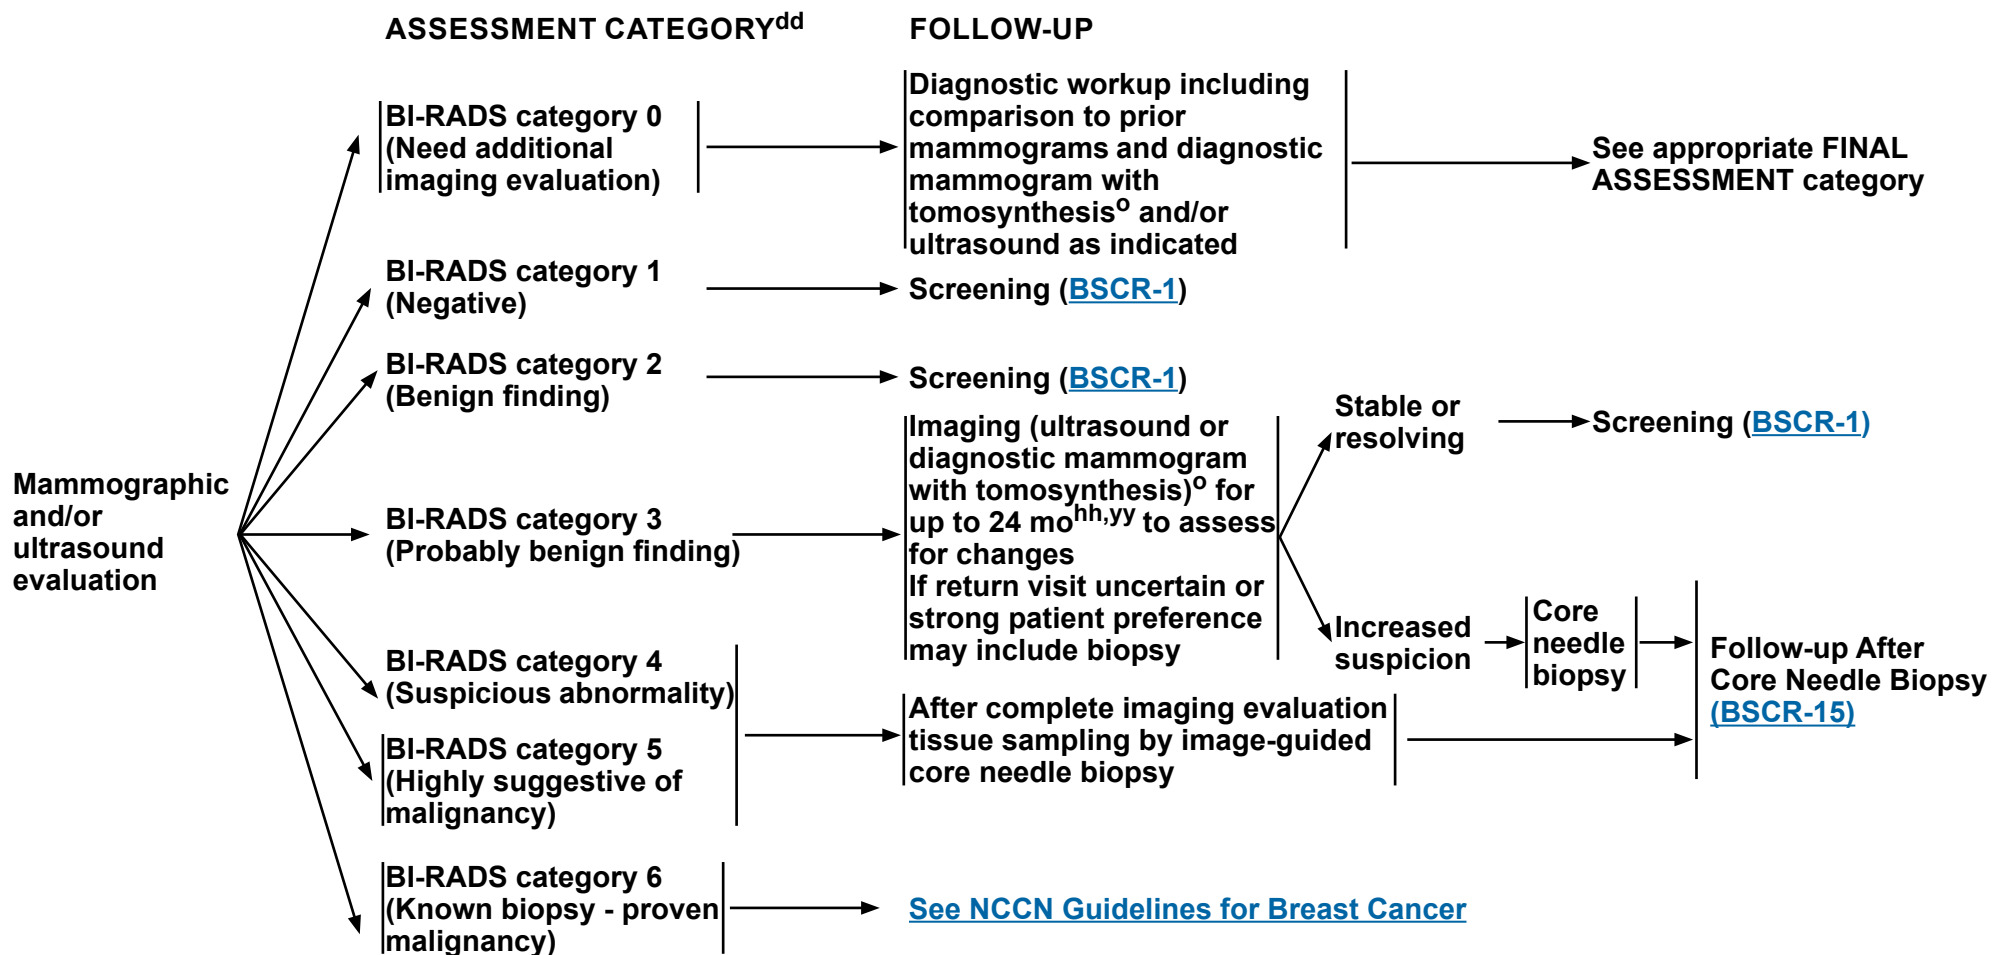 ASSESSMENT CATEGORYdd
FOLLOW-UP
Mammographic
and/or
ultrasound
evaluation
BI-RADS category 0
(Need additional
imaging evaluation)
Diagnostic workup including
comparison to prior
mammograms and diagnostic
mammogram with
tomosynthesiso and/or
ultrasound as indicated
See appropriate FINAL
ASSESSMENT category
BI-RADS category 1
(Negative)
Screening (BSCR-1)
BI-RADS category 2
(Benign finding)
Screening (BSCR-1)
BI-RADS category 3
(Probably benign finding)
Imaging (ultrasound or
diagnostic mammogram
with tomosynthesis)o for
up to 24 mohh,yy to assess
for changes
If return visit uncertain or
strong patient preference
may include biopsy
Stable or
resolving
Screening (BSCR-1)
Increased
suspicion
Core
needle
biopsy
Follow-up After
Core Needle Biopsy
(BSCR-15)
BI-RADS category 4
(Suspicious abnormality)
BI-RADS category 5
(Highly suggestive of
malignancy)
After complete imaging evaluation
tissue sampling by image-guided
core needle biopsy
BI-RADS category 6
(Known biopsy - proven
malignancy)
See NCCN Guidelines for Breast Cancer